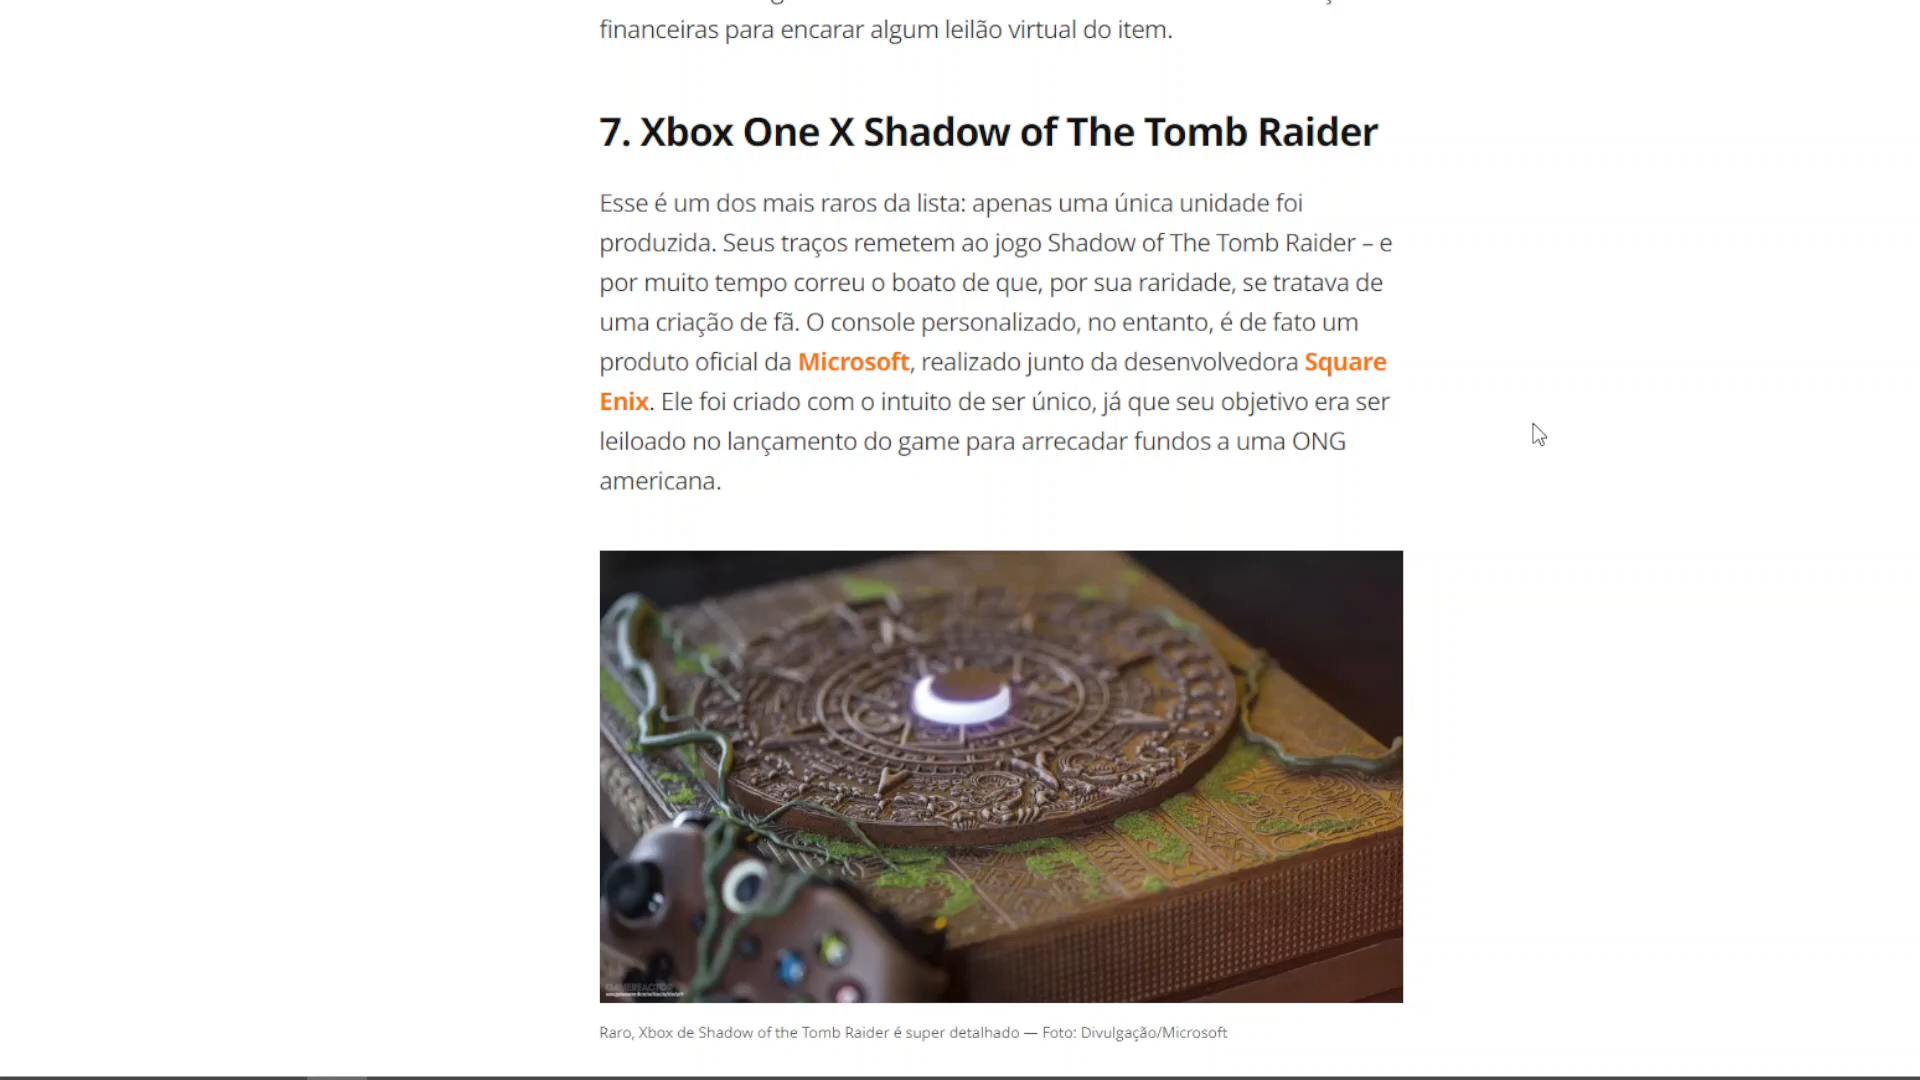 financeiras para encarar algum leilão virtual do item.
7. Xbox One X Shadow of The Tomb Raider
Esse é um dos mais raros da lista: apenas uma única unidade foi
produzida. Seus traços remetem ao jogo Shadow of The Tomb Raider – e
por muito tempo correu o boato de que, por sua raridade, se tratava de
uma criação de fã. O console personalizado, no entanto, é de fato um
produto oficial da Microsoft, realizado junto da desenvolvedora Square
Enix. Ele foi criado com o intuito de ser único, já que seu objetivo era ser
leiloado no lançamento do game para arrecadar fundos a uma ONG
americana.
GAMEREACTOR
Raro, Xbox de Shadow of the Tomb Raider é super detalhado — Foto: Divulgação/Microsoft